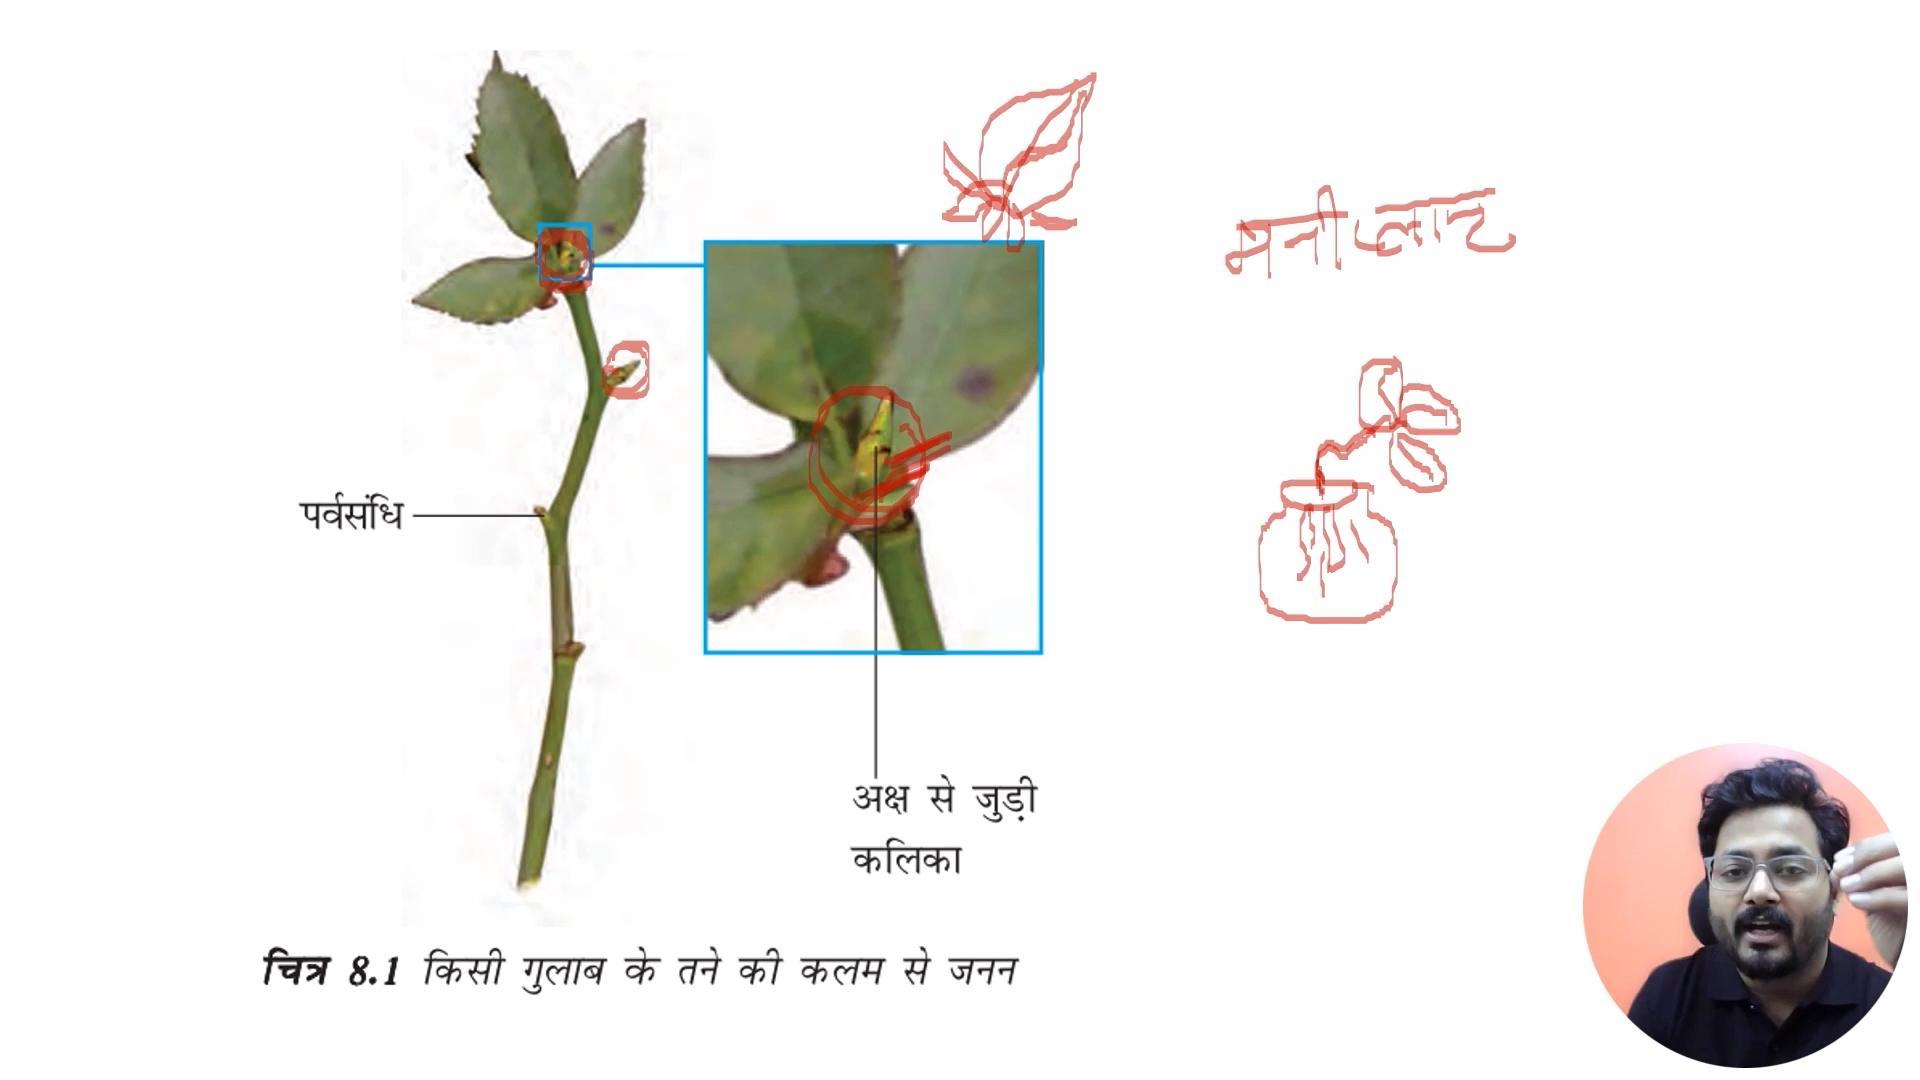 मनी प्लान्ट
पर्वसंधि
अक्ष से जुड़ी
कलिका
चित्र 8.1 किसी गुलाब के तने की कलम से जनन